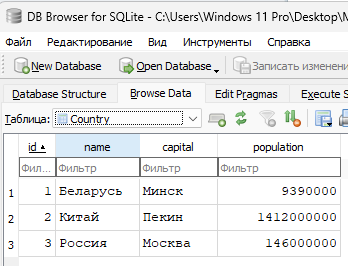 DB Browser for SQLite - C:\Users\Windows 11 Pro\Desktop\
Файл Редактирование Вид Инструменты Справка
New Database Open Database Записать изменени
Database Structure Browse Data Edit Pragmas Execute S
Таблица: Country
id name capital population
Фил... Фильтр Фильтр Фильтр
1 1 Беларусь Минск 9390000
2 2 Китай Пекин 1412000000
3 3 Россия Москва 146000000